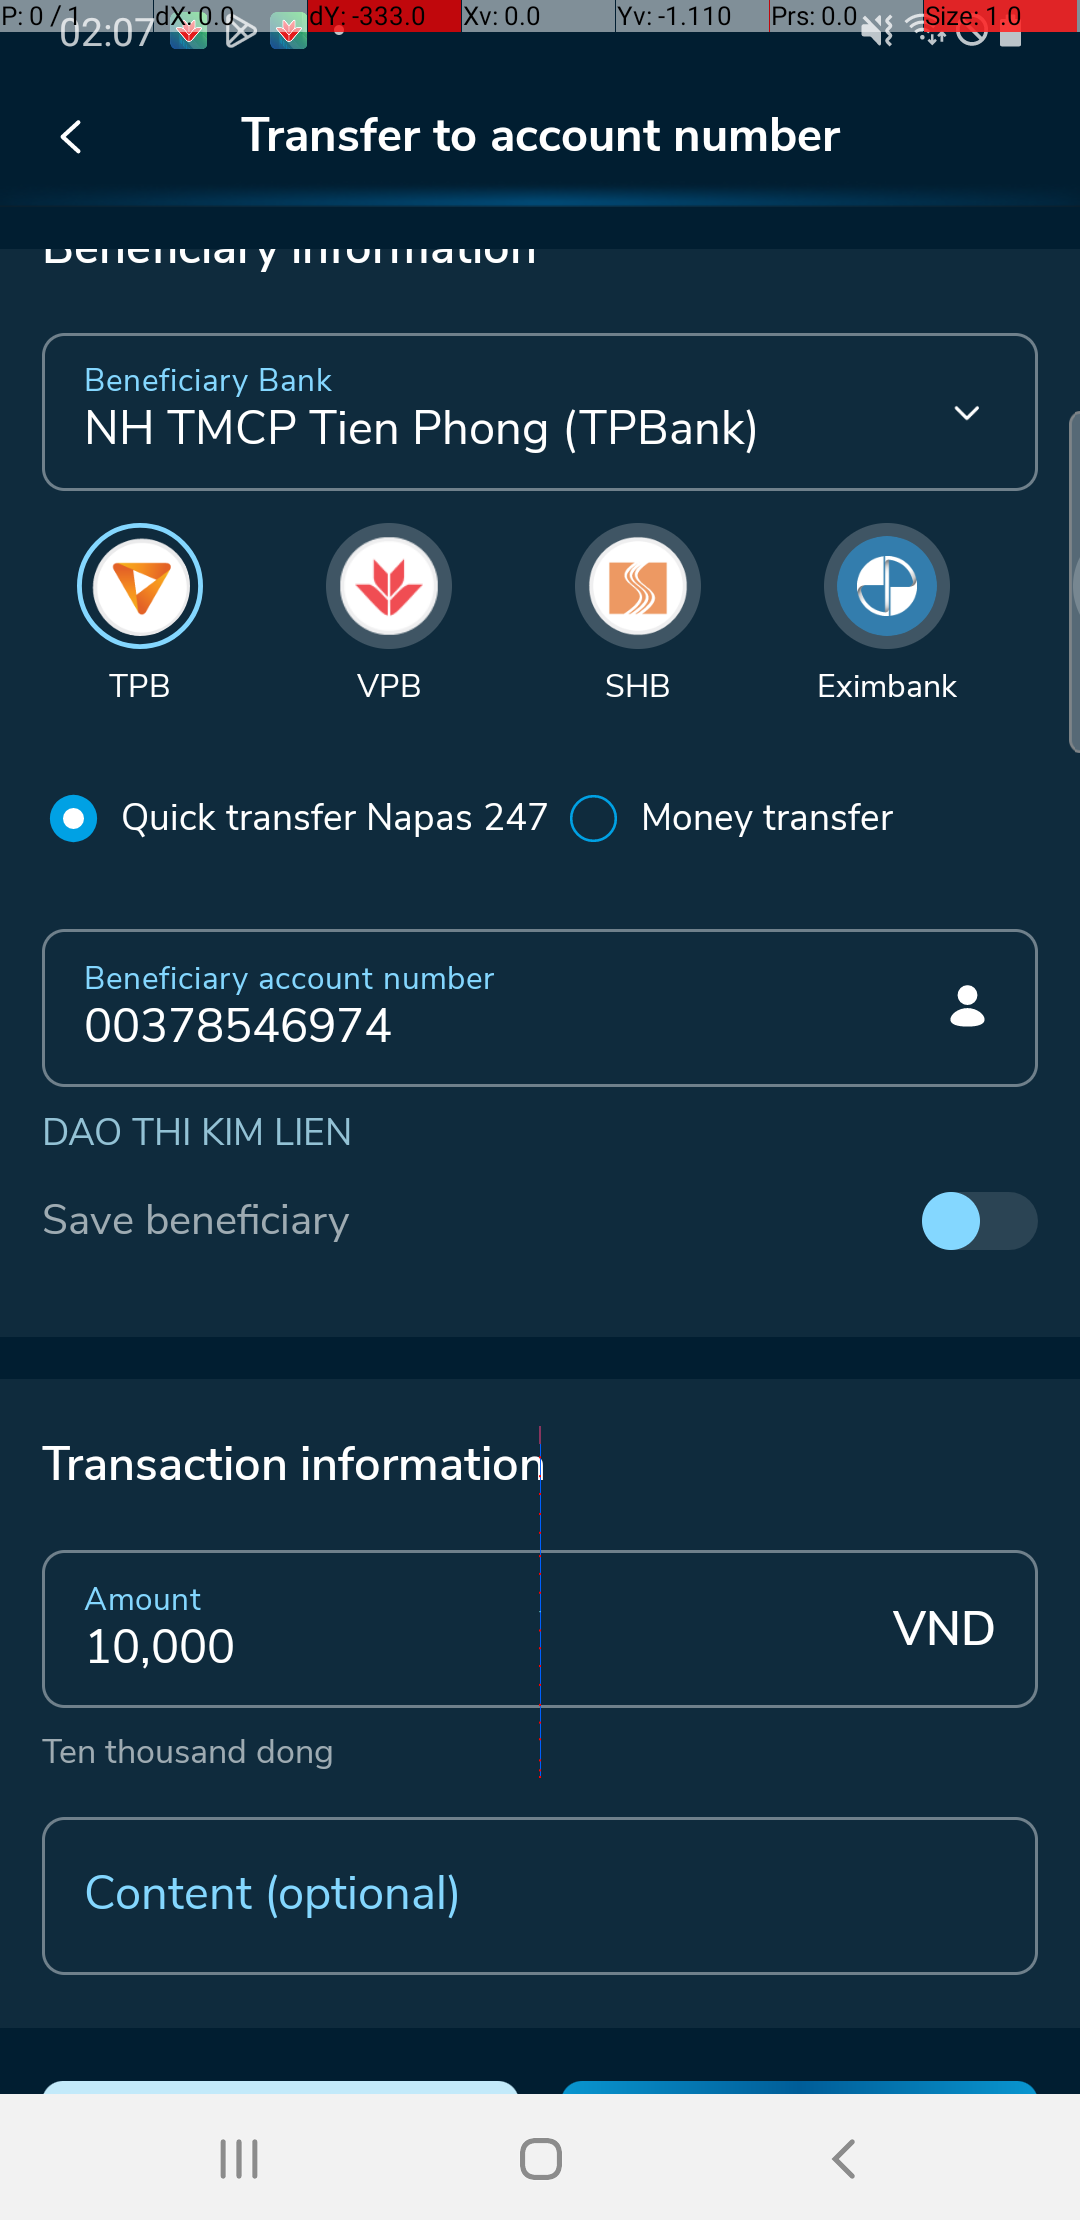 P: 0 / 1 dX: 0.0 dY: -333.0 Xv: 0.0 Yv: -1.110 Prs: 0.0 Size: 1.0
02:07
Transfer to account number
Beneficiary information
Beneficiary Bank
NH TMCP Tien Phong (TPBank)
TPB VPB SHB Eximbank
Quick transfer Napas 247 Money transfer
Beneficiary account number
00378546974
DAO THI KIM LIEN
Save beneficiary
Transaction information
Amount
10,000 VND
Ten thousand dong
Content (optional)